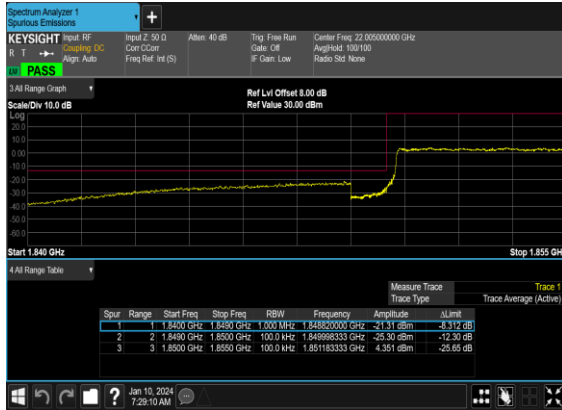 Spectrum Analyzer 1
Spurious Emissions
KEYSIGHT Input: RF Input Z: 50 Ω Atten: 40 dB Trig: Free Run Center Freq: 22.005000000 GHz
R T Coupling: DC Corr CCorr Gate: Off Avg|Hold: 100/100
Align: Auto Freq Ref: Int (S) IF Gain: Low Radio Std: None
PASS
3 All Range Graph
Ref Lvl Offset 8.00 dB
Scale/Div 10.0 dB Ref Value 30.00 dBm
Log
20.0
10.0
0.00
-10.0
-20.0
-30.0
-40.0
-50.0
-60.0
Start 1.840 GHz Stop 1.855 GH
4 All Range Table
Measure Trace Trace 1
Trace Type Trace Average (Active)
Spur Range Start Freq Stop Freq RBW Frequency Amplitude ΔLimit
1 1 1.8400 GHz 1.8490 GHz 1.000 MHz 1.848820000 GHz -21.31 dBm -8.312 dB
2 2 1.8490 GHz 1.8500 GHz 100.0 kHz 1.849998333 GHz -25.30 dBm -12.30 dB
3 3 1.8500 GHz 1.8550 GHz 100.0 kHz 1.851183333 GHz 4.351 dBm -25.65 dB
Jan 10, 2024
7:29:10 AM